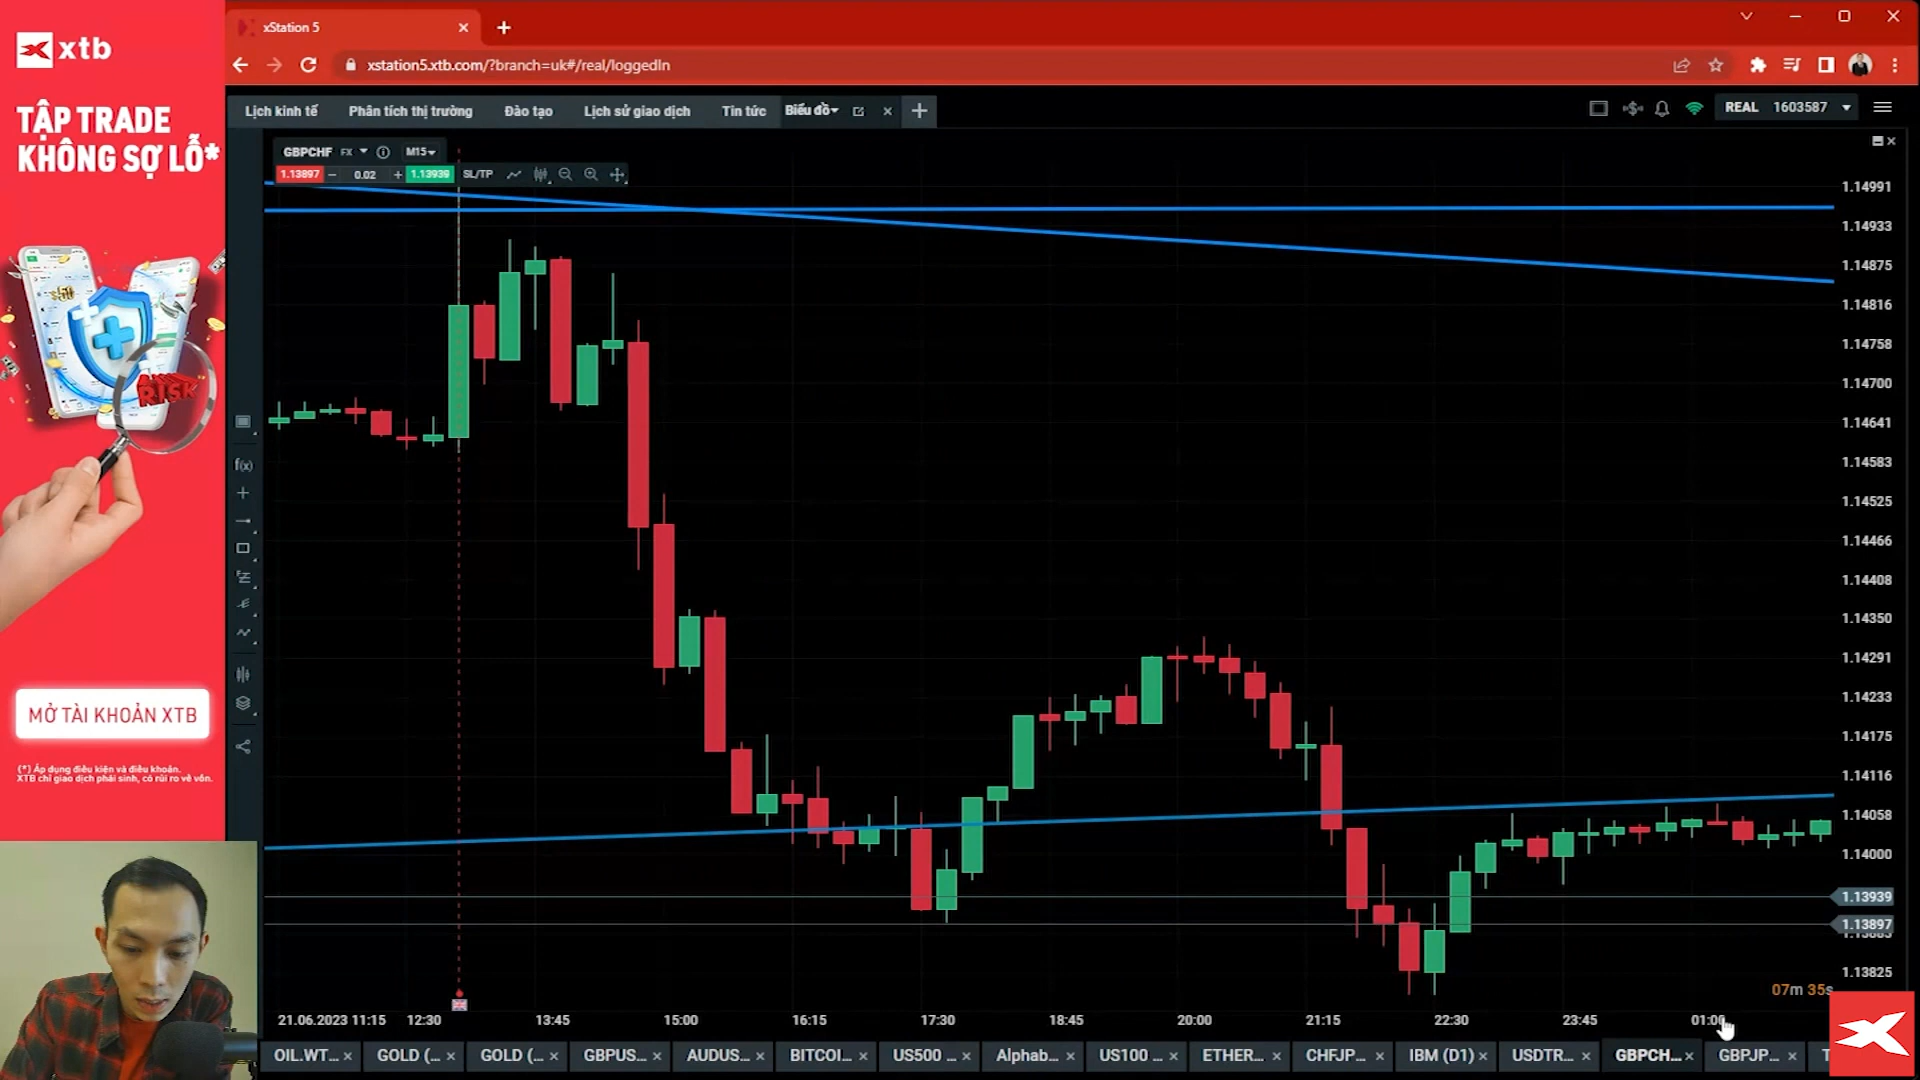 xStation 5
xstation5.xtb.com/?branch=uk#/real/loggedIn
xtb
TẬP TRADE
KHÔNG SỢ LỖ*
$50
RISK
MỞ TÀI KHOẢN XTB
(*) Áp dụng điều kiện và điều khoản.
XTB chỉ giao dịch phái sinh, có rủi ro về vốn.
Lịch kinh tế
Phân tích thị trường
Đào tạo
Lịch sử giao dịch
Tin tức
Biểu đồ
REAL 1603587
GBPCHF FX M15
1.13897 − 0.02 + 1.13939 SL/TP
f(x)
1.14991
1.14933
1.14875
1.14816
1.14758
1.14700
1.14641
1.14583
1.14525
1.14466
1.14408
1.14350
1.14291
1.14233
1.14175
1.14116
1.14058
1.14000
1.13939
1.13897
1.13883
1.13825
07m 35s
21.06.2023 11:15 12:30 13:45 15:00 16:15 17:30 18:45 20:00 21:15 22:30 23:45 01:00
OIL.WT... GOLD (... GOLD (... GBPUS... AUDUS... BITCOI... US500 ... Alphab... US100 ... ETHER... CHFJP... IBM (D1) USDTR... GBPCH... GBPJP... T